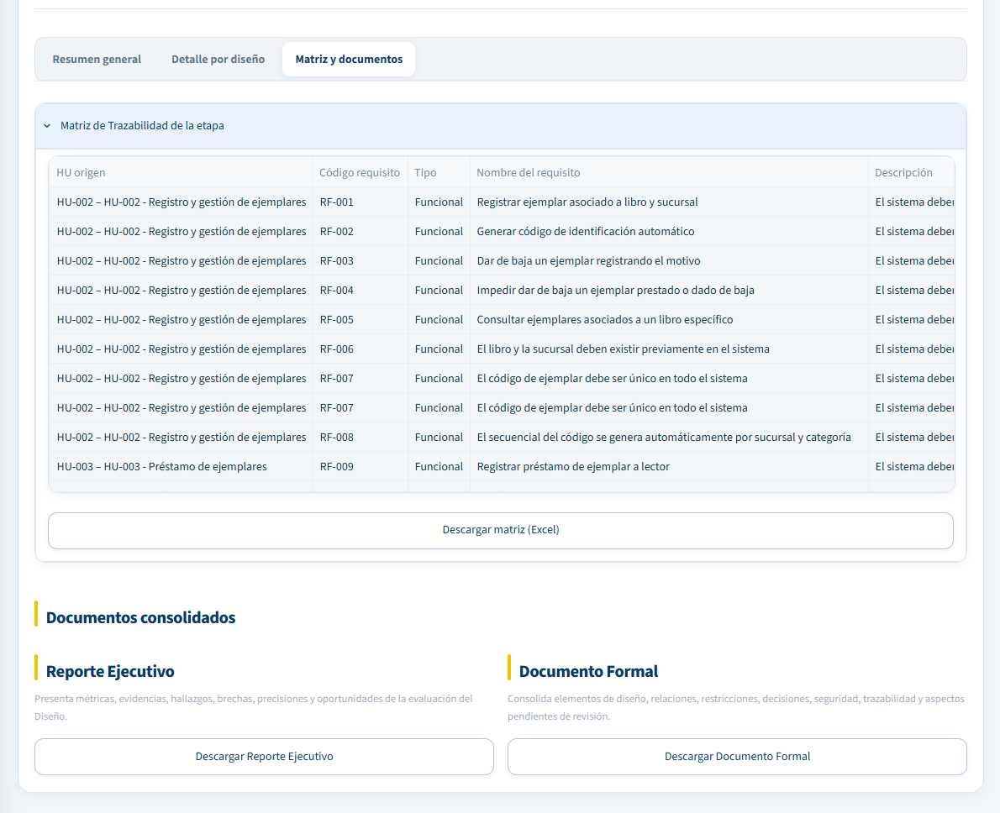 Resumen general Detalle por diseño Matriz y documentos
Matriz de Trazabilidad de la etapa
HU origen Código requisito Tipo Nombre del requisito Descripción
HU-002 – HU-002 - Registro y gestión de ejemplares RF-001 Funcional Registrar ejemplar asociado a libro y sucursal El sistema deber
HU-002 – HU-002 - Registro y gestión de ejemplares RF-002 Funcional Generar código de identificación automático El sistema deber
HU-002 – HU-002 - Registro y gestión de ejemplares RF-003 Funcional Dar de baja un ejemplar registrando el motivo El sistema deber
HU-002 – HU-002 - Registro y gestión de ejemplares RF-004 Funcional Impedir dar de baja un ejemplar prestado o dado de baja El sistema deber
HU-002 – HU-002 - Registro y gestión de ejemplares RF-005 Funcional Consultar ejemplares asociados a un libro específico El sistema deber
HU-002 – HU-002 - Registro y gestión de ejemplares RF-006 Funcional El libro y la sucursal deben existir previamente en el sistema El sistema deber
HU-002 – HU-002 - Registro y gestión de ejemplares RF-007 Funcional El código de ejemplar debe ser único en todo el sistema El sistema deber
HU-002 – HU-002 - Registro y gestión de ejemplares RF-007 Funcional El código de ejemplar debe ser único en todo el sistema El sistema deber
HU-002 – HU-002 - Registro y gestión de ejemplares RF-008 Funcional El secuencial del código se genera automáticamente por sucursal y categoría El sistema deber
HU-003 – HU-003 - Préstamo de ejemplares RF-009 Funcional Registrar préstamo de ejemplar a lector El sistema deber
Descargar matriz (Excel)
Documentos consolidados
Reporte Ejecutivo
Presenta métricas, evidencias, hallazgos, brechas, precisiones y oportunidades de la evaluación del
Diseño.
Descargar Reporte Ejecutivo
Documento Formal
Consolida elementos de diseño, relaciones, restricciones, decisiones, seguridad, trazabilidad y aspectos
pendientes de revisión.
Descargar Documento Formal